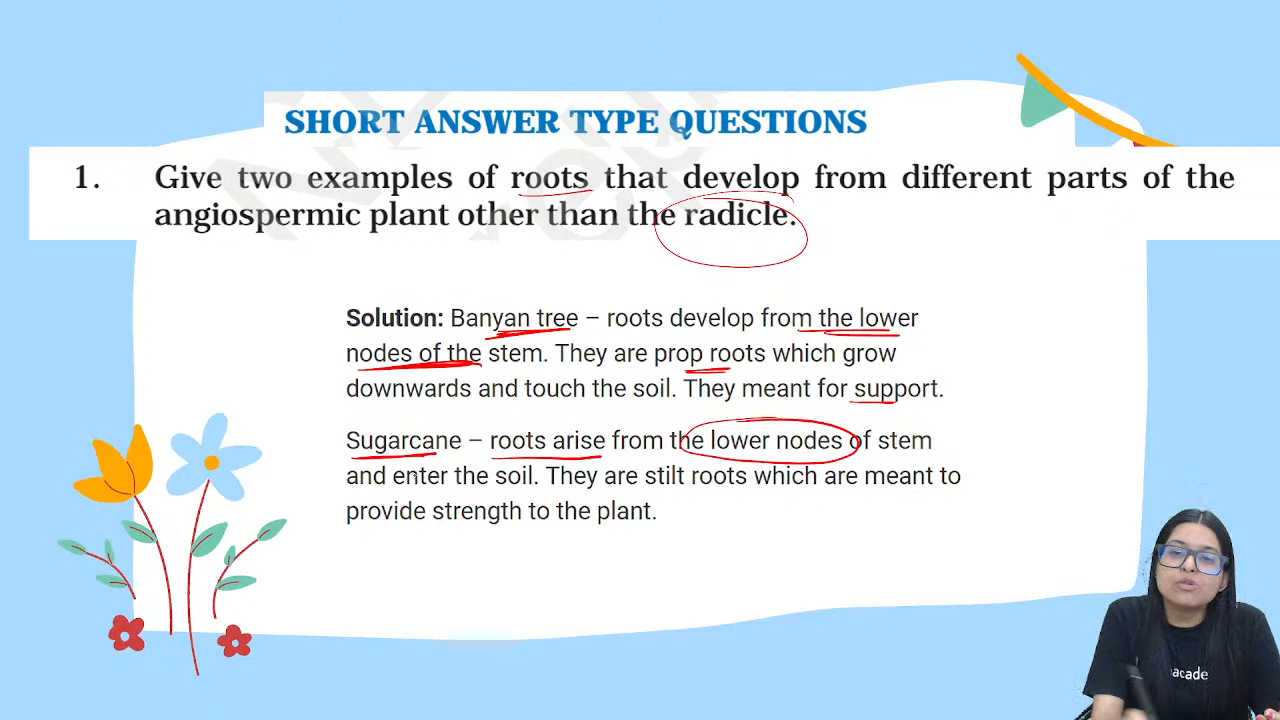 SHORT ANSWER TYPE QUESTIONS
1. Give two examples of roots that develop from different parts of the
angiospermic plant other than the radicle.
Solution: Banyan tree – roots develop from the lower
nodes of the stem. They are prop roots which grow
downwards and touch the soil. They meant for support.
Sugarcane – roots arise from the lower nodes of stem
and enter the soil. They are stilt roots which are meant to
provide strength to the plant.
acade